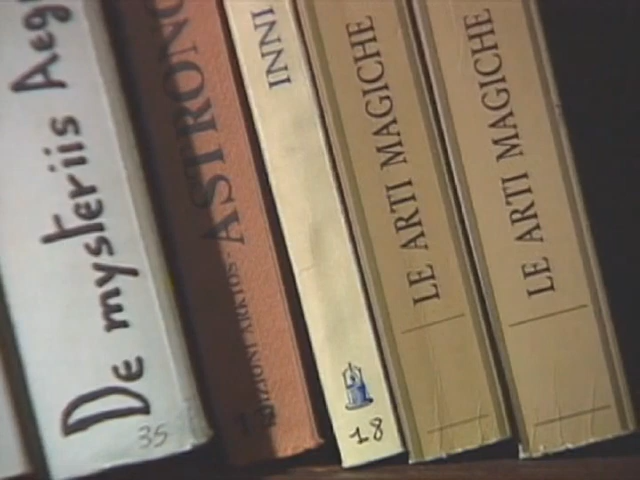 De mysteriis Aeg
35
ASTRONO
EDIZIONI ARKTOS
INNI
18
LE ARTI MAGICHE
LE ARTI MAGICHE